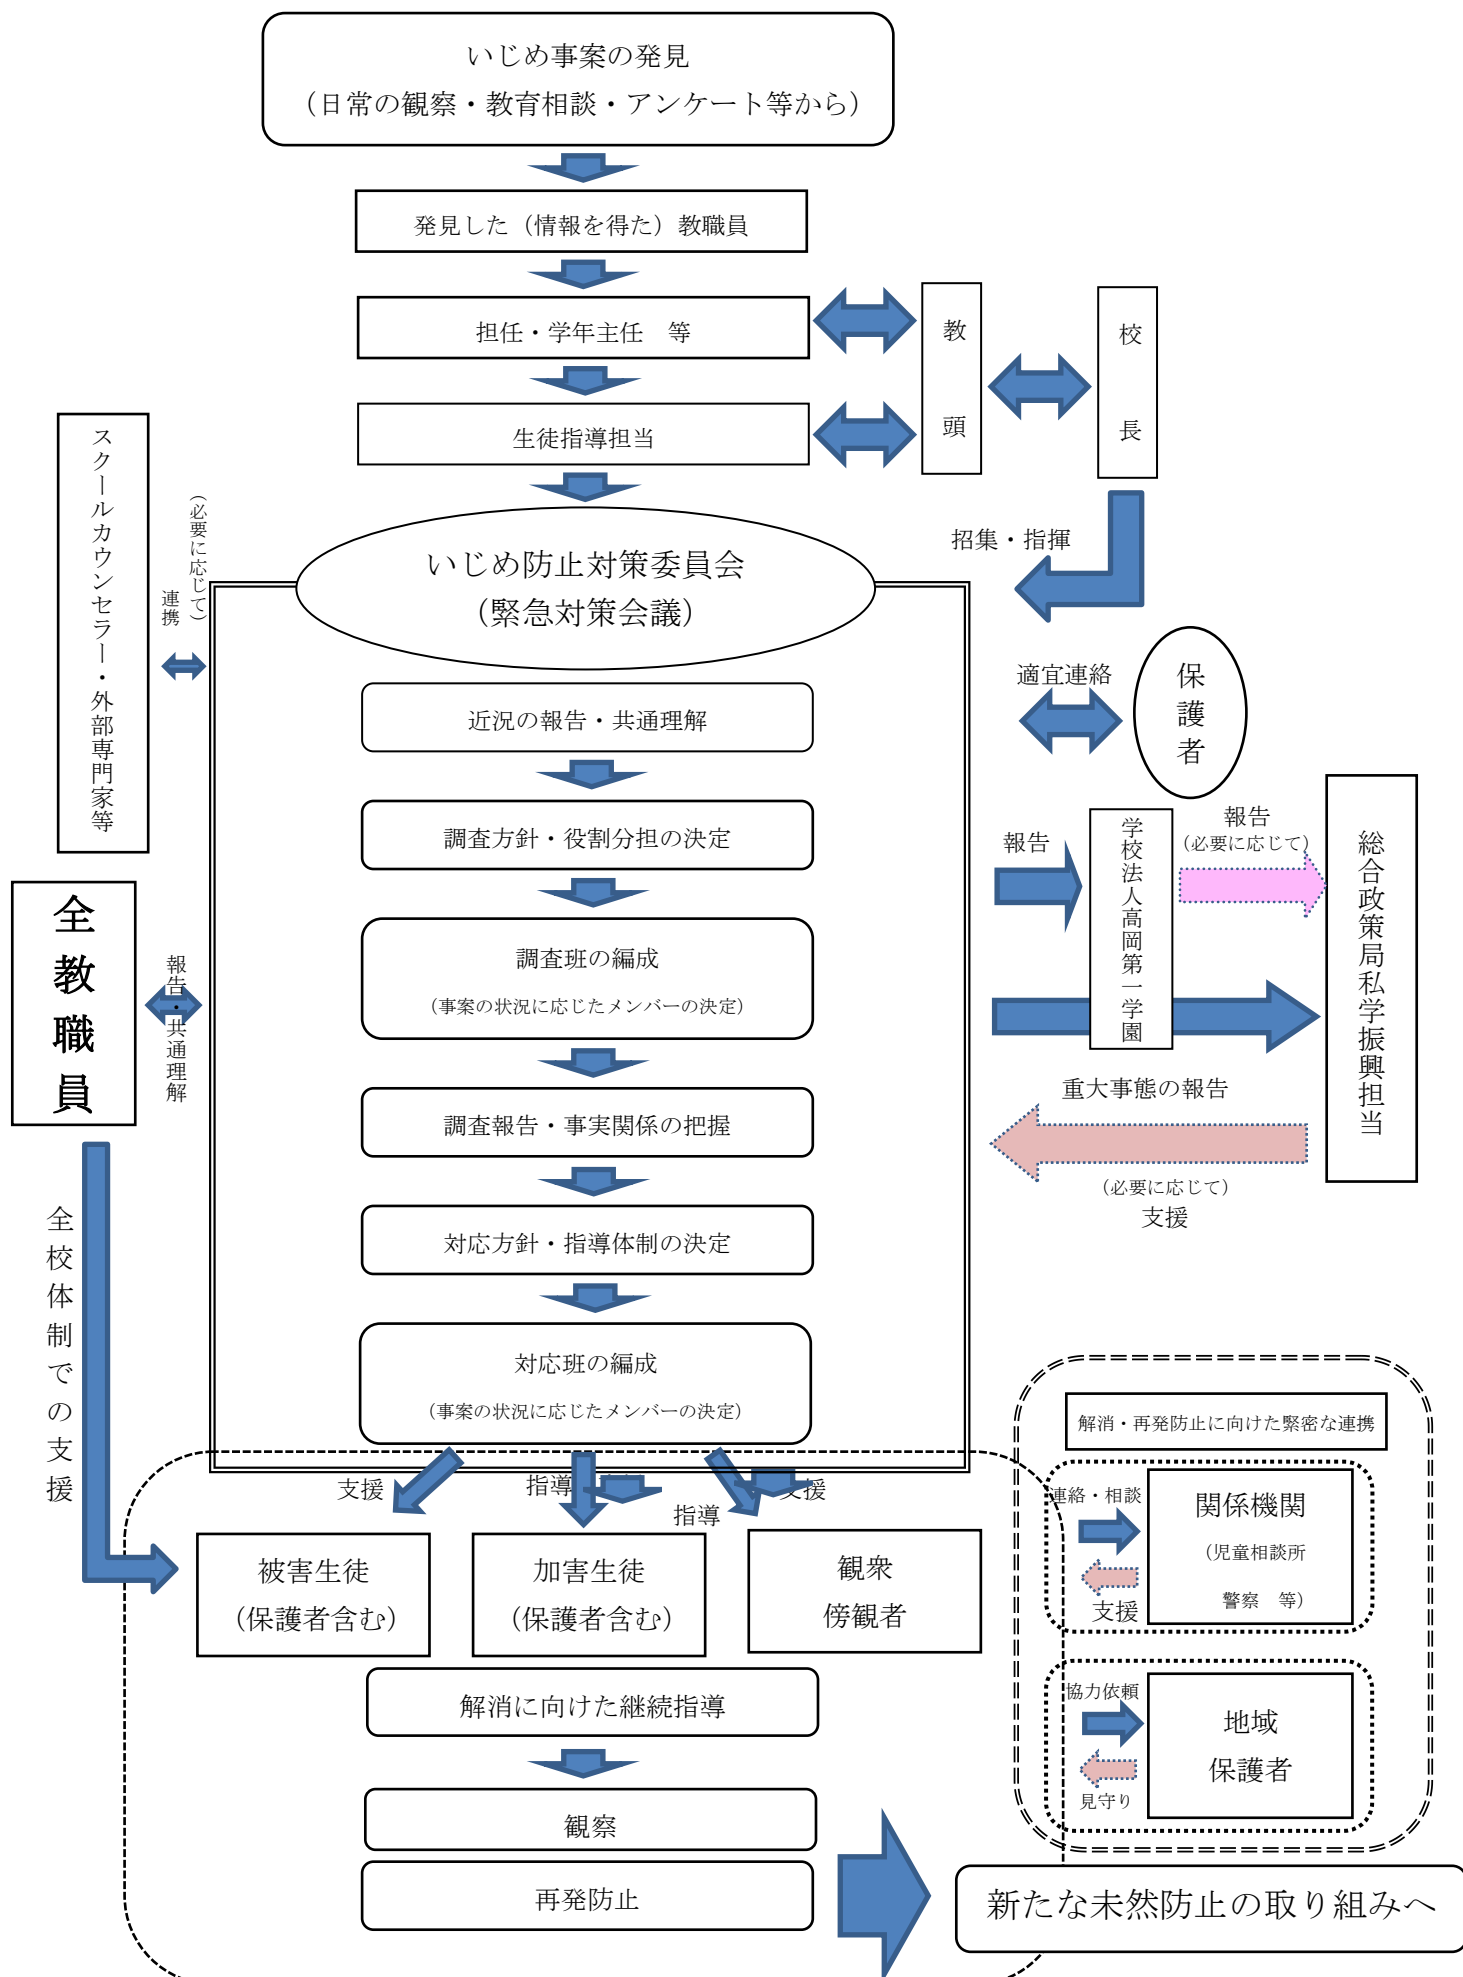 いじめ事案の発見
（日常の観察・教育相談・アンケート等から）
発見した（情報を得た）教職員
担任・学年主任　等
教頭
校長
生徒指導担当
招集・指揮
スクールカウンセラー・外部専門家等
（必要に応じて）
連携
いじめ防止対策委員会
（緊急対策会議）
適宜連絡
保護者
近況の報告・共通理解
調査方針・役割分担の決定
報告
学校法人高岡第一学園
報告
（必要に応じて）
総合政策局私学振興担当
全教職員
報告・共通理解
調査班の編成
（事案の状況に応じたメンバーの決定）
重大事態の報告
調査報告・事実関係の把握
（必要に応じて）
支援
全校体制での支援
対応方針・指導体制の決定
対応班の編成
（事案の状況に応じたメンバーの決定）
支援
指導
指導
支援
被害生徒
（保護者含む）
加害生徒
（保護者含む）
観衆
傍観者
解消に向けた継続指導
観察
再発防止
解消・再発防止に向けた緊密な連携
連絡・相談
関係機関
（児童相談所
警察　等）
支援
協力依頼
地域
保護者
見守り
新たな未然防止の取り組みへ